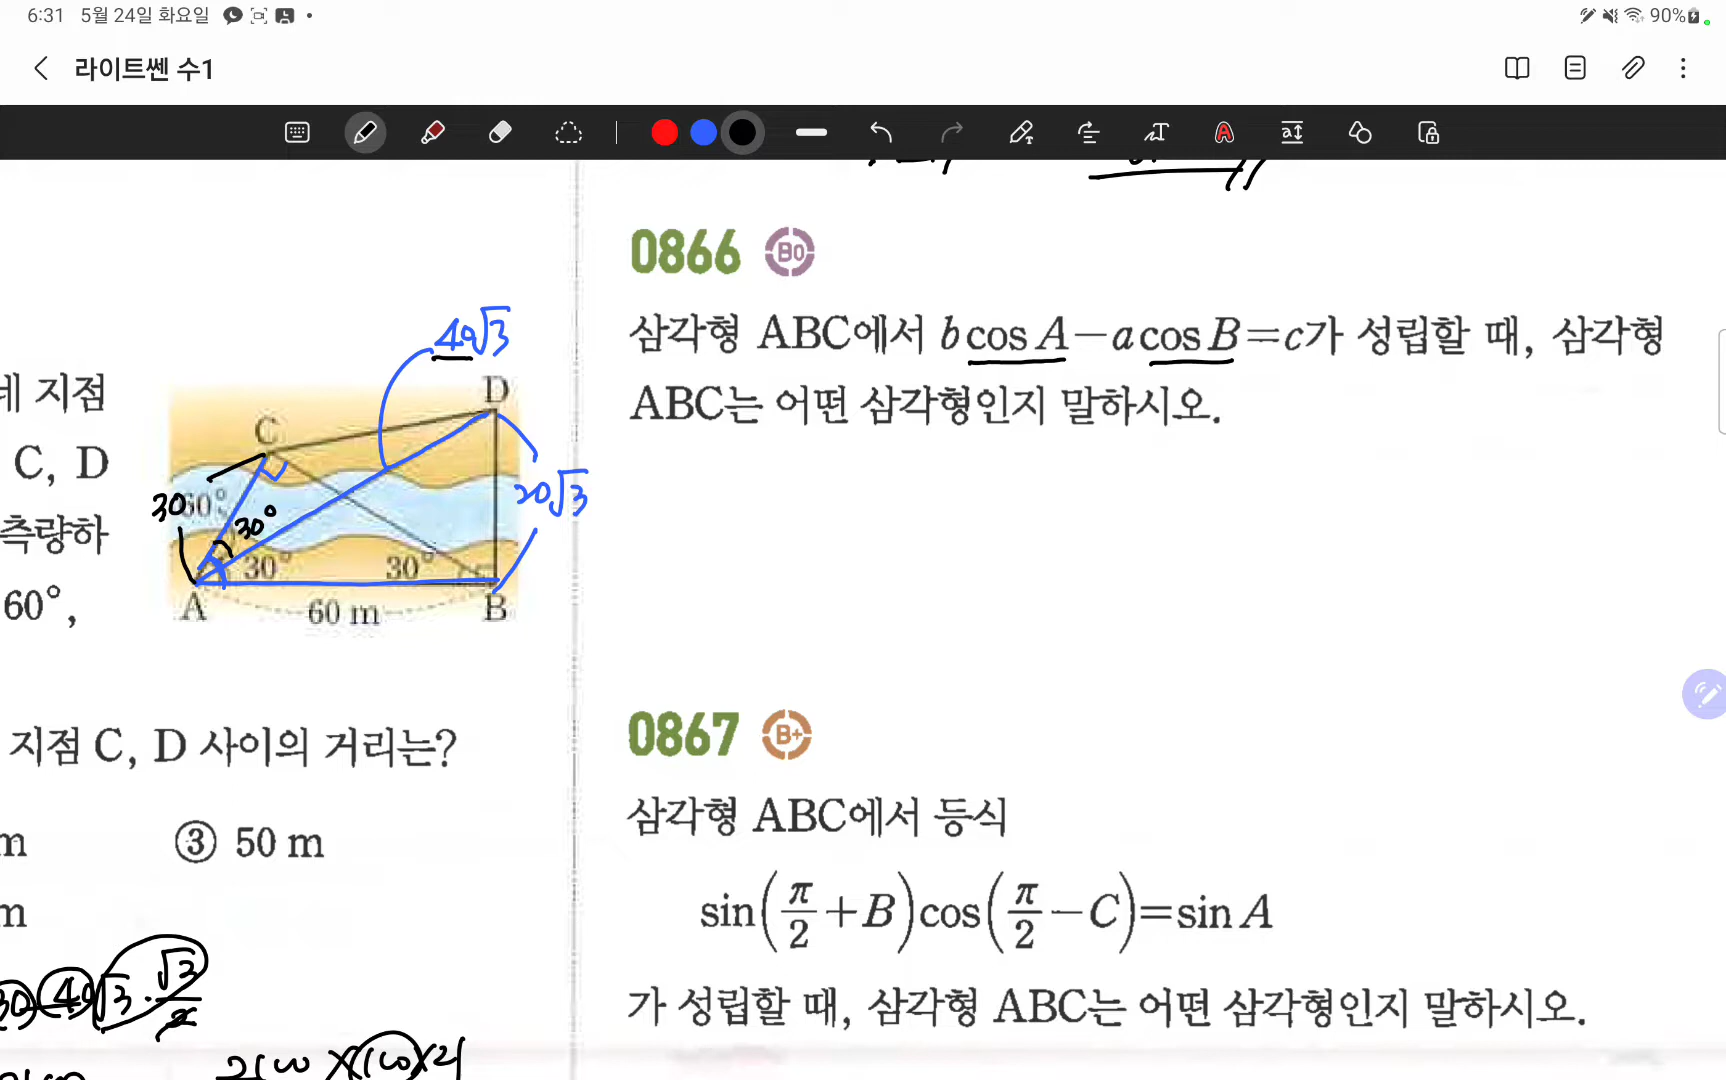 6:31 5월 24일 화요일
90%
라이트쎈 수1
네 지점
C, D
측량하
60°,
40√3
D
C
20√3
60°
30
30°
30°
30°
A
60 m
B
지점 C, D 사이의 거리는?
m
③ 50 m
m
30 40√3 · √3/2
0866 B0
삼각형 ABC에서 b cos A − a cos B = c가 성립할 때, 삼각형
ABC는 어떤 삼각형인지 말하시오.
0867 B+
삼각형 ABC에서 등식
sin(π/2 + B)cos(π/2 − C) = sin A
가 성립할 때, 삼각형 ABC는 어떤 삼각형인지 말하시오.